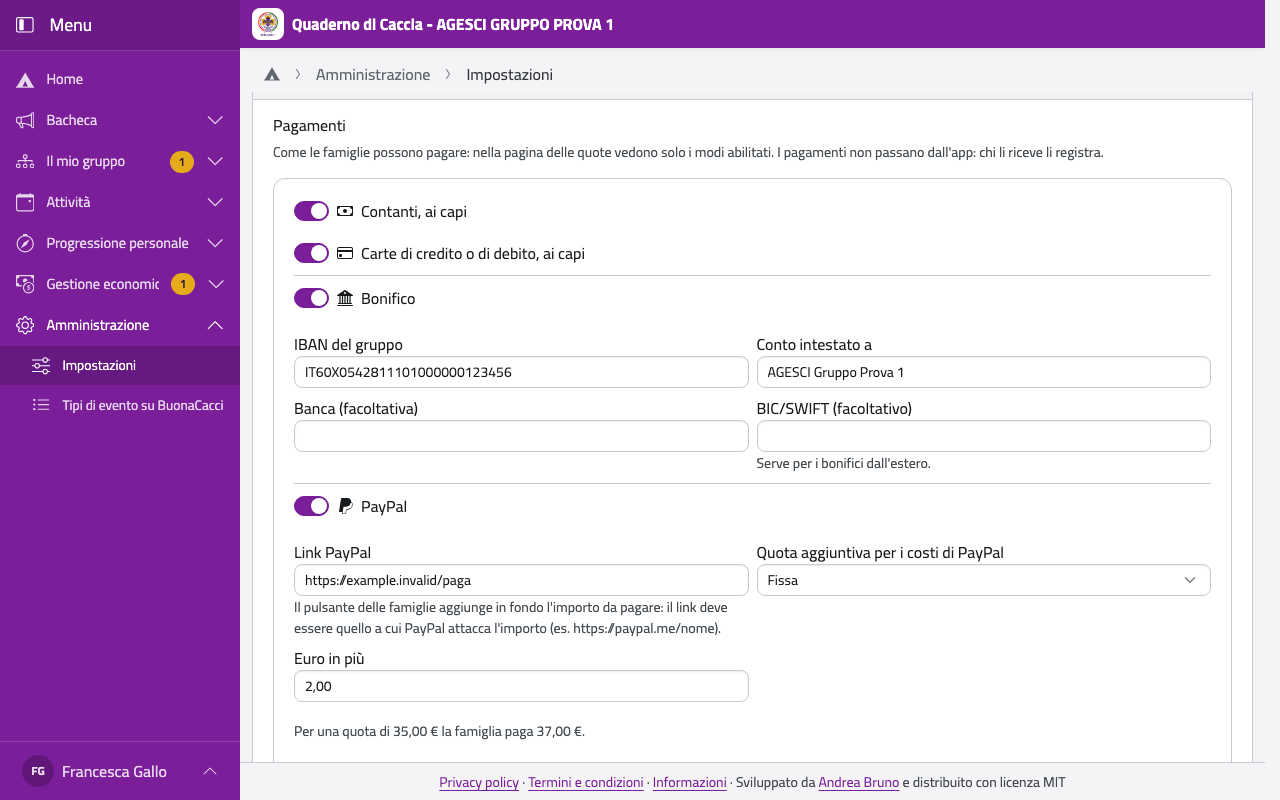 Menu
Quaderno di Caccia - AGESCI GRUPPO PROVA 1
Amministrazione
Impostazioni
Home
Bacheca
Il mio gruppo 1
Attività
Progressione personale
Gestione economic 1
Amministrazione
Impostazioni
Tipi di evento su BuonaCacci
FG Francesca Gallo
Pagamenti
Come le famiglie possono pagare: nella pagina delle quote vedono solo i modi abilitati. I pagamenti non passano dall'app: chi li riceve li registra.
Contanti, ai capi
Carte di credito o di debito, ai capi
Bonifico
IBAN del gruppo
IT60X0542811101000000123456
Conto intestato a
AGESCI Gruppo Prova 1
Banca (facoltativa)
BIC/SWIFT (facoltativo)
Serve per i bonifici dall'estero.
PayPal
Link PayPal
https://example.invalid/paga
Il pulsante delle famiglie aggiunge in fondo l'importo da pagare: il link deve
essere quello a cui PayPal attacca l'importo (es. https://paypal.me/nome).
Quota aggiuntiva per i costi di PayPal
Fissa
Euro in più
2,00
Per una quota di 35,00 € la famiglia paga 37,00 €.
Privacy policy · Termini e condizioni · Informazioni · Sviluppato da Andrea Bruno e distribuito con licenza MIT